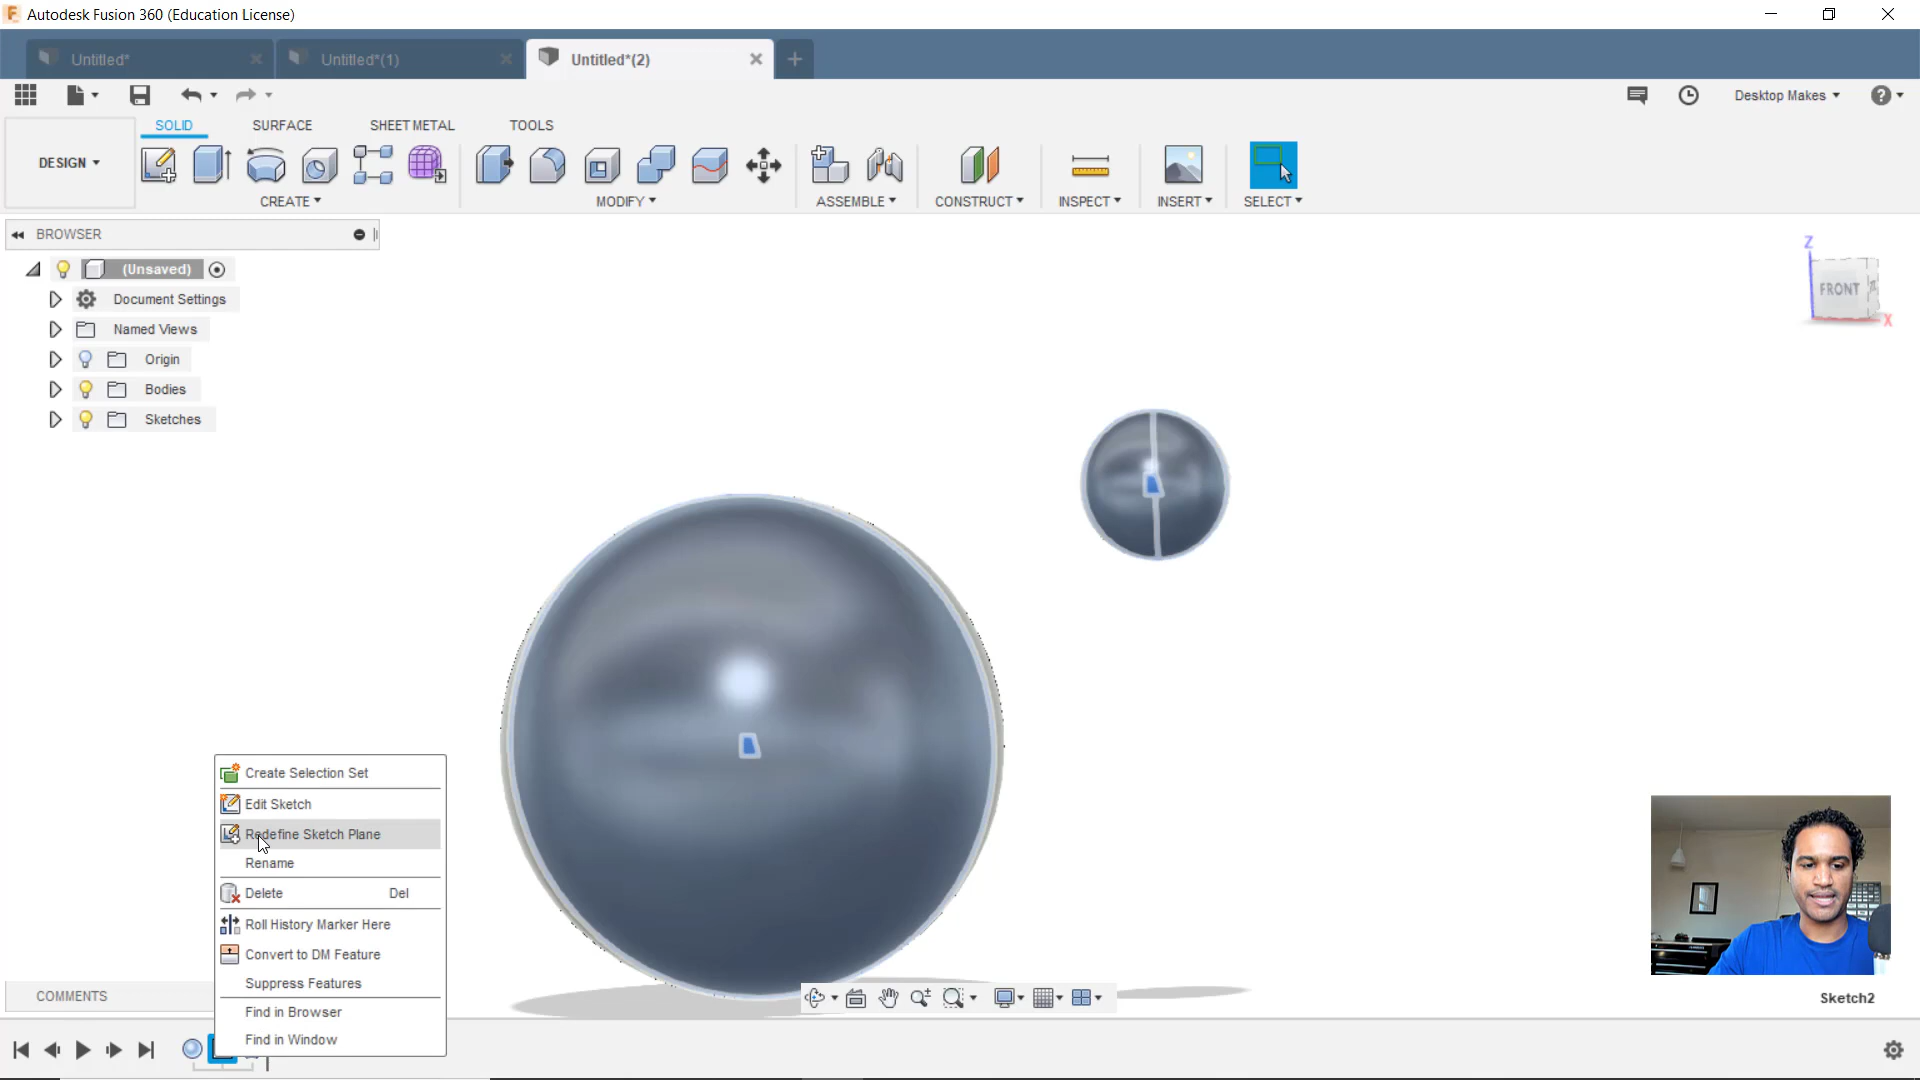 Autodesk Fusion 360 (Education License)
Untitled*
Untitled*(1)
Untitled*(2)
Desktop Makes
SOLID
SURFACE
SHEET METAL
TOOLS
DESIGN
CREATE
MODIFY
ASSEMBLE
CONSTRUCT
INSPECT
INSERT
SELECT
BROWSER
(Unsaved)
Document Settings
Named Views
Origin
Bodies
Sketches
Z
FRONT
X
Create Selection Set
Edit Sketch
Redefine Sketch Plane
Rename
Delete Del
Roll History Marker Here
Convert to DM Feature
Suppress Features
Find in Browser
Find in Window
COMMENTS
Sketch2